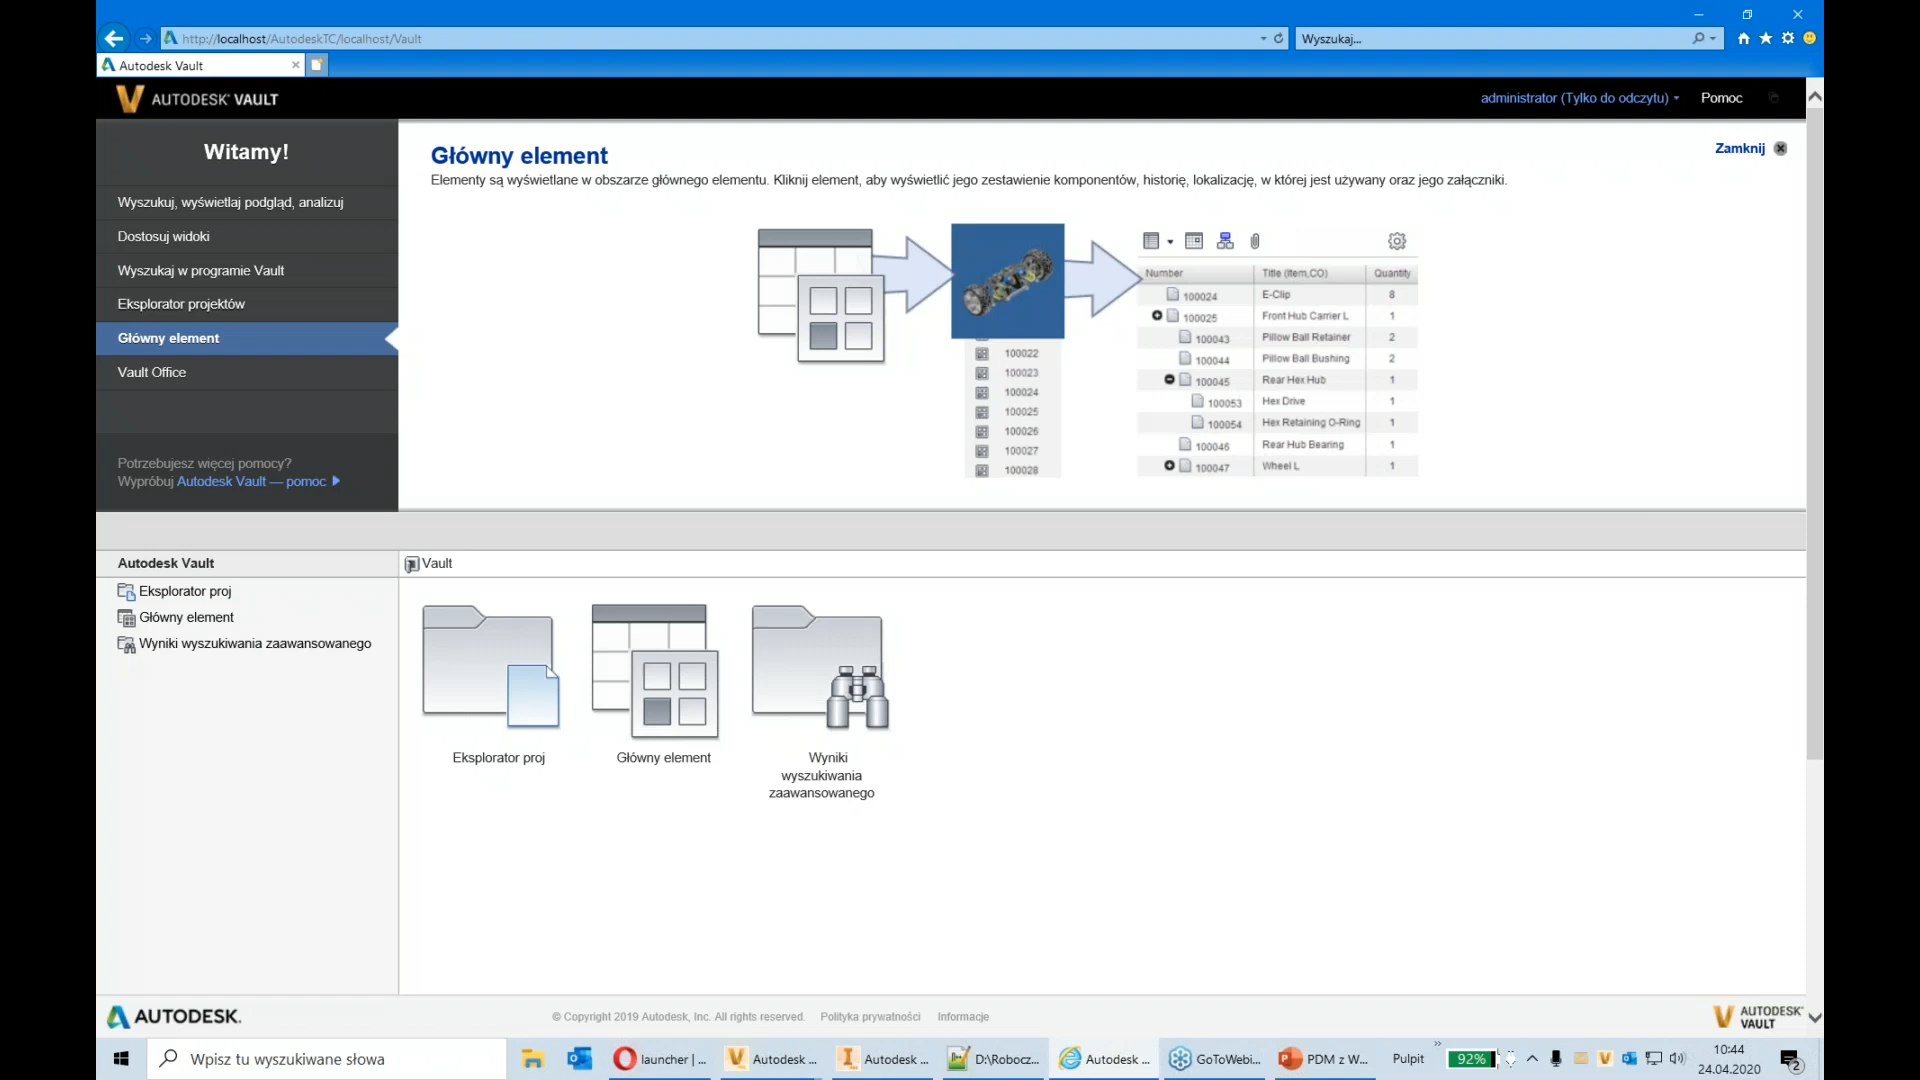 http://localhost/AutodeskTC/localhost/Vault
Wyszukaj...
Autodesk Vault
AUTODESK® VAULT
administrator (Tylko do odczytu)
Pomoc
Witamy!
Wyszukuj, wyświetlaj podgląd, analizuj
Dostosuj widoki
Wyszukaj w programie Vault
Eksplorator projektów
Główny element
Vault Office
Potrzebujesz więcej pomocy?
Wypróbuj Autodesk Vault — pomoc
Główny element
Zamknij
Elementy są wyświetlane w obszarze głównego elementu. Kliknij element, aby wyświetlić jego zestawienie komponentów, historię, lokalizację, w której jest używany oraz jego załączniki.
100022
100023
100024
100025
100026
100027
100028
Number Title (Item,CO) Quantity
100024 E-Clip 8
100025 Front Hub Carrier L 1
100043 Pillow Ball Retainer 2
100044 Pillow Ball Bushing 2
100045 Rear Hex Hub 1
100053 Hex Drive 1
100054 Hex Retaining O-Ring 1
100046 Rear Hub Bearing 1
100047 Wheel L 1
Autodesk Vault
Eksplorator proj
Główny element
Wyniki wyszukiwania zaawansowanego
Vault
Eksplorator proj
Główny element
Wyniki
wyszukiwania
zaawansowanego
AUTODESK.
© Copyright 2019 Autodesk, Inc. All rights reserved.
Polityka prywatności
Informacje
AUTODESK®
VAULT
Wpisz tu wyszukiwane słowa
launcher | ...
Autodesk ...
Autodesk ...
D:\Robocz...
Autodesk ...
GoToWebi...
PDM z W...
Pulpit
92%
10:44
24.04.2020
2